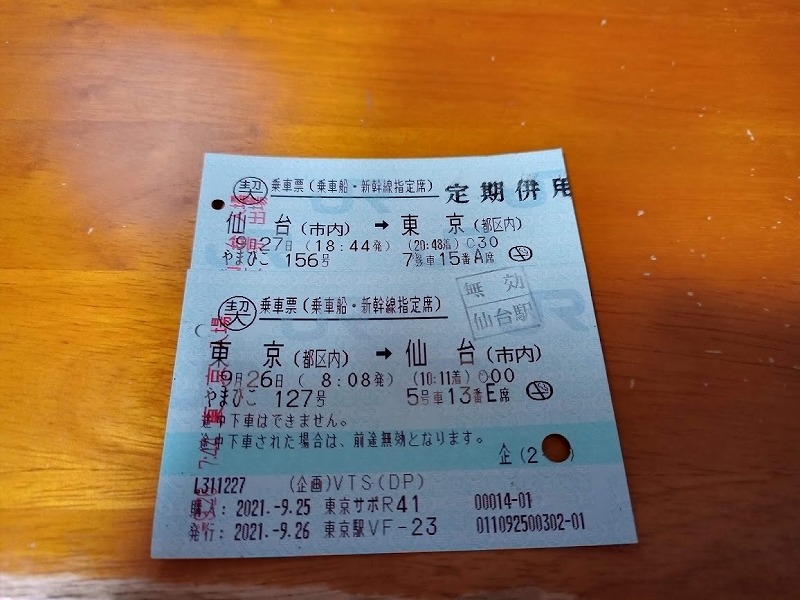 契 乗車票(乗車船・新幹線指定席) 定期併用
仙台(市内) → 東京(都区内)
9月27日(18:44発) (20:48着) C30
やまびこ 156号 7号車15番A席
契 乗車票(乗車船・新幹線指定席)
無効
仙台駅
東京(都区内) → 仙台(市内)
9月26日( 8:08発) (10:11着) C00
やまびこ 127号 5号車13番E席
途中下車はできません。
途中下車された場合は、前途無効となります。
企(2
L311227 (企画)VTS(DP)
購入: 2021.-9.25 東京サポR41 00014-01
発行: 2021.-9.26 東京駅VF-23 011092500302-01